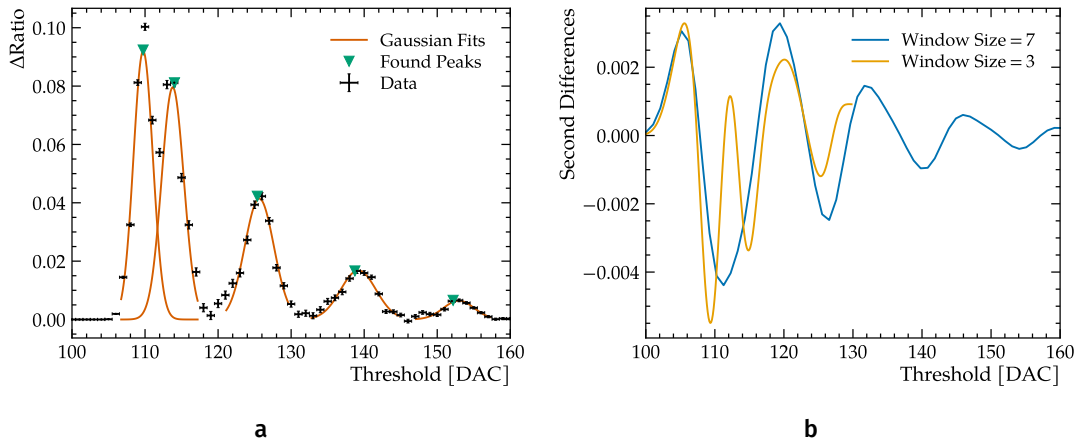 ΔRatio
0.10
0.08
0.06
0.04
0.02
0.00
Gaussian Fits
Found Peaks
Data
100 110 120 130 140 150 160
Threshold [DAC]
a
Second Differences
0.002
0.000
−0.002
−0.004
Window Size = 7
Window Size = 3
100 110 120 130 140 150 160
Threshold [DAC]
b